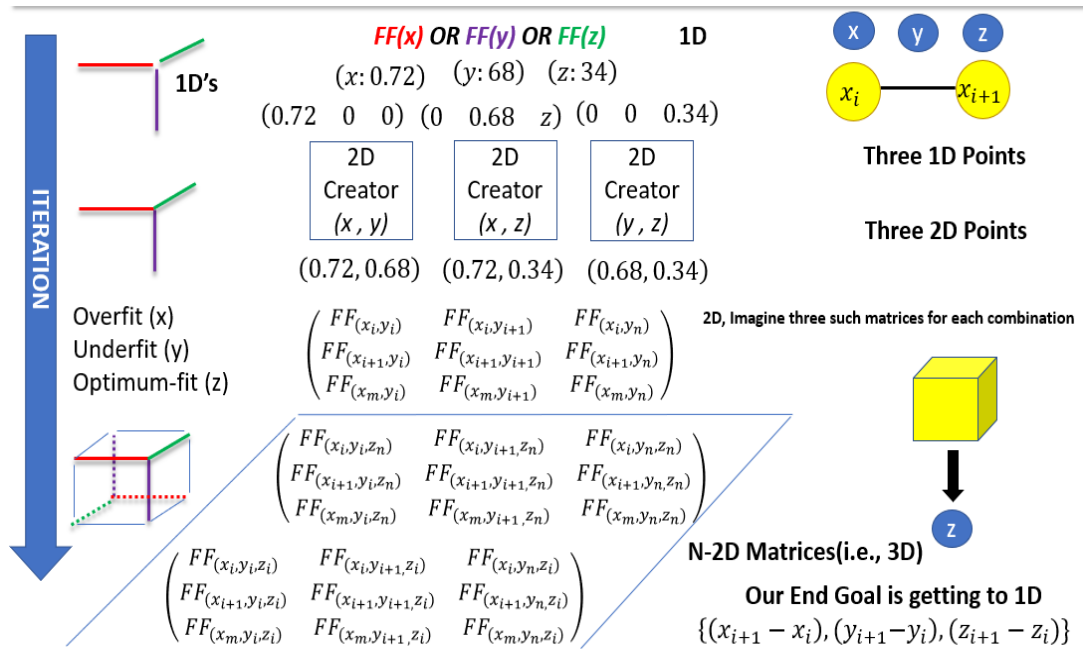 FF(x) OR FF(y) OR FF(z) 1D
x y z
1D's
(x: 0.72) (y: 68) (z: 34)
x_i x_{i+1}
(0.72 0 0) (0 0.68 z) (0 0 0.34)
Three 1D Points
ITERATION
2D Creator (x , y)
2D Creator (x , z)
2D Creator (y , z)
Three 2D Points
(0.72, 0.68) (0.72, 0.34) (0.68, 0.34)
Overfit (x)
Underfit (y)
Optimum-fit (z)
FF_{(x_i,y_i)} FF_{(x_i,y_{i+1})} FF_{(x_i,y_n)}
FF_{(x_{i+1},y_i)} FF_{(x_{i+1},y_{i+1})} FF_{(x_{i+1},y_n)}
FF_{(x_m,y_i)} FF_{(x_m,y_{i+1})} FF_{(x_m,y_n)}
2D, Imagine three such matrices for each combination
FF_{(x_i,y_i,z_n)} FF_{(x_i,y_{i+1},z_n)} FF_{(x_i,y_n,z_n)}
FF_{(x_{i+1},y_i,z_n)} FF_{(x_{i+1},y_{i+1},z_n)} FF_{(x_{i+1},y_n,z_n)}
FF_{(x_m,y_i,z_n)} FF_{(x_m,y_{i+1},z_n)} FF_{(x_m,y_n,z_n)}
z
N-2D Matrices(i.e., 3D)
FF_{(x_i,y_i,z_i)} FF_{(x_i,y_{i+1},z_i)} FF_{(x_i,y_n,z_i)}
FF_{(x_{i+1},y_i,z_i)} FF_{(x_{i+1},y_{i+1},z_i)} FF_{(x_{i+1},y_n,z_i)}
FF_{(x_m,y_i,z_i)} FF_{(x_m,y_{i+1},z_i)} FF_{(x_m,y_n,z_i)}
Our End Goal is getting to 1D
{(x_{i+1} − x_i), (y_{i+1}−y_i), (z_{i+1} − z_i)}